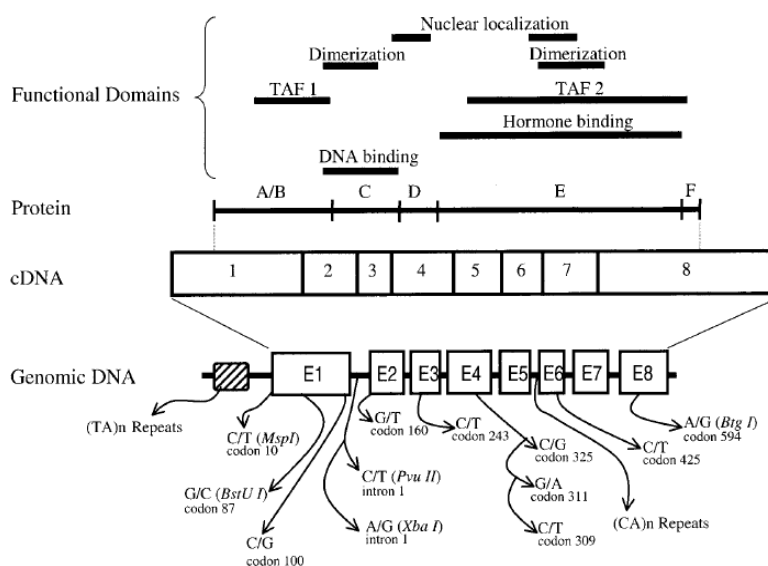 Nuclear localization
Dimerization Dimerization
Functional Domains
TAF 1 TAF 2
Hormone binding
DNA binding
A/B C D E F
Protein
1 2 3 4 5 6 7 8
cDNA
Genomic DNA
E1 E2 E3 E4 E5 E6 E7 E8
(TA)n Repeats
C/T (MspI)
codon 10
G/T
codon 160
C/T
codon 243
C/G
codon 325
C/T
codon 425
A/G (Btg I)
codon 594
G/C (BstU I)
codon 87
C/T (Pvu II)
intron 1
G/A
codon 311
C/G
codon 100
A/G (Xba I)
intron 1
C/T
codon 309
(CA)n Repeats